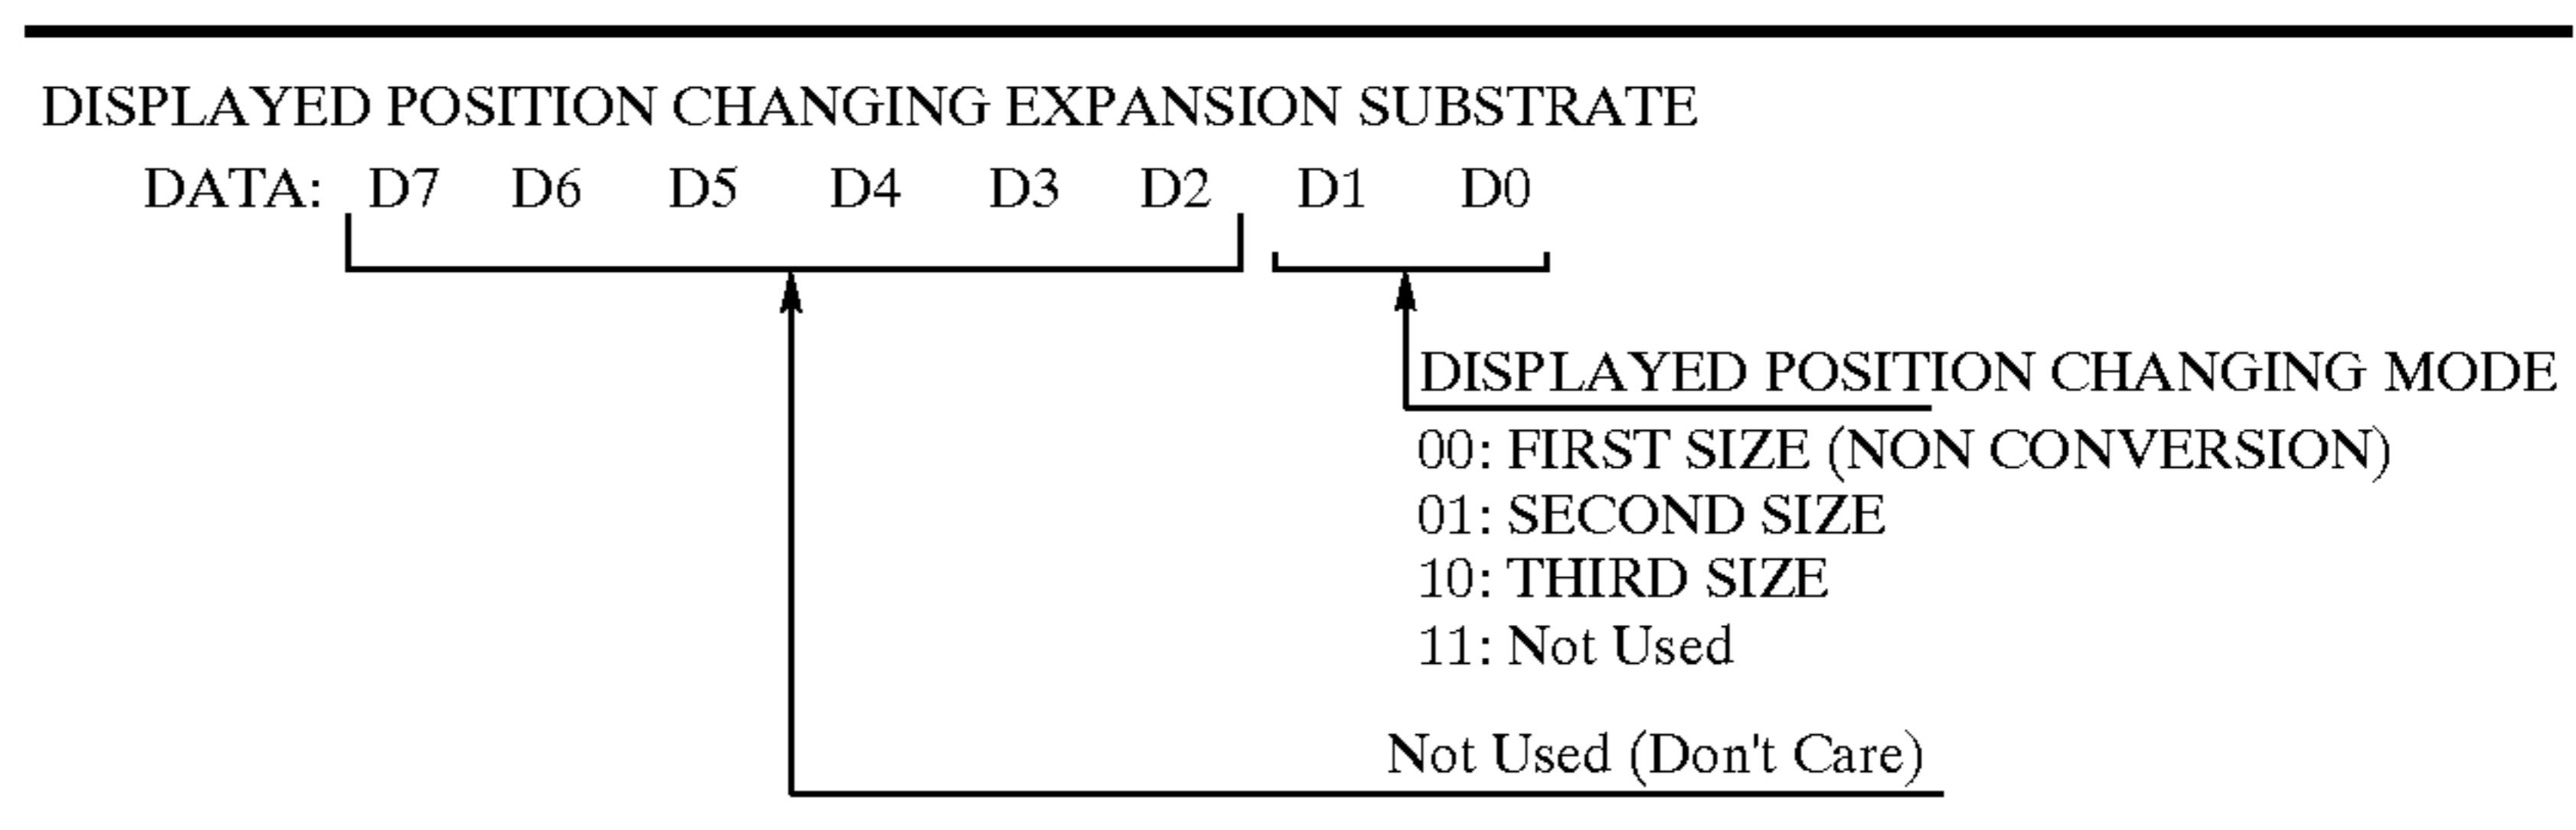 DISPLAYED POSITION CHANGING EXPANSION SUBSTRATE
DATA: D7 D6 D5 D4 D3 D2 D1 D0
DISPLAYED POSITION CHANGING MODE
00: FIRST SIZE (NON CONVERSION)
01: SECOND SIZE
10: THIRD SIZE
11: Not Used
Not Used (Don't Care)